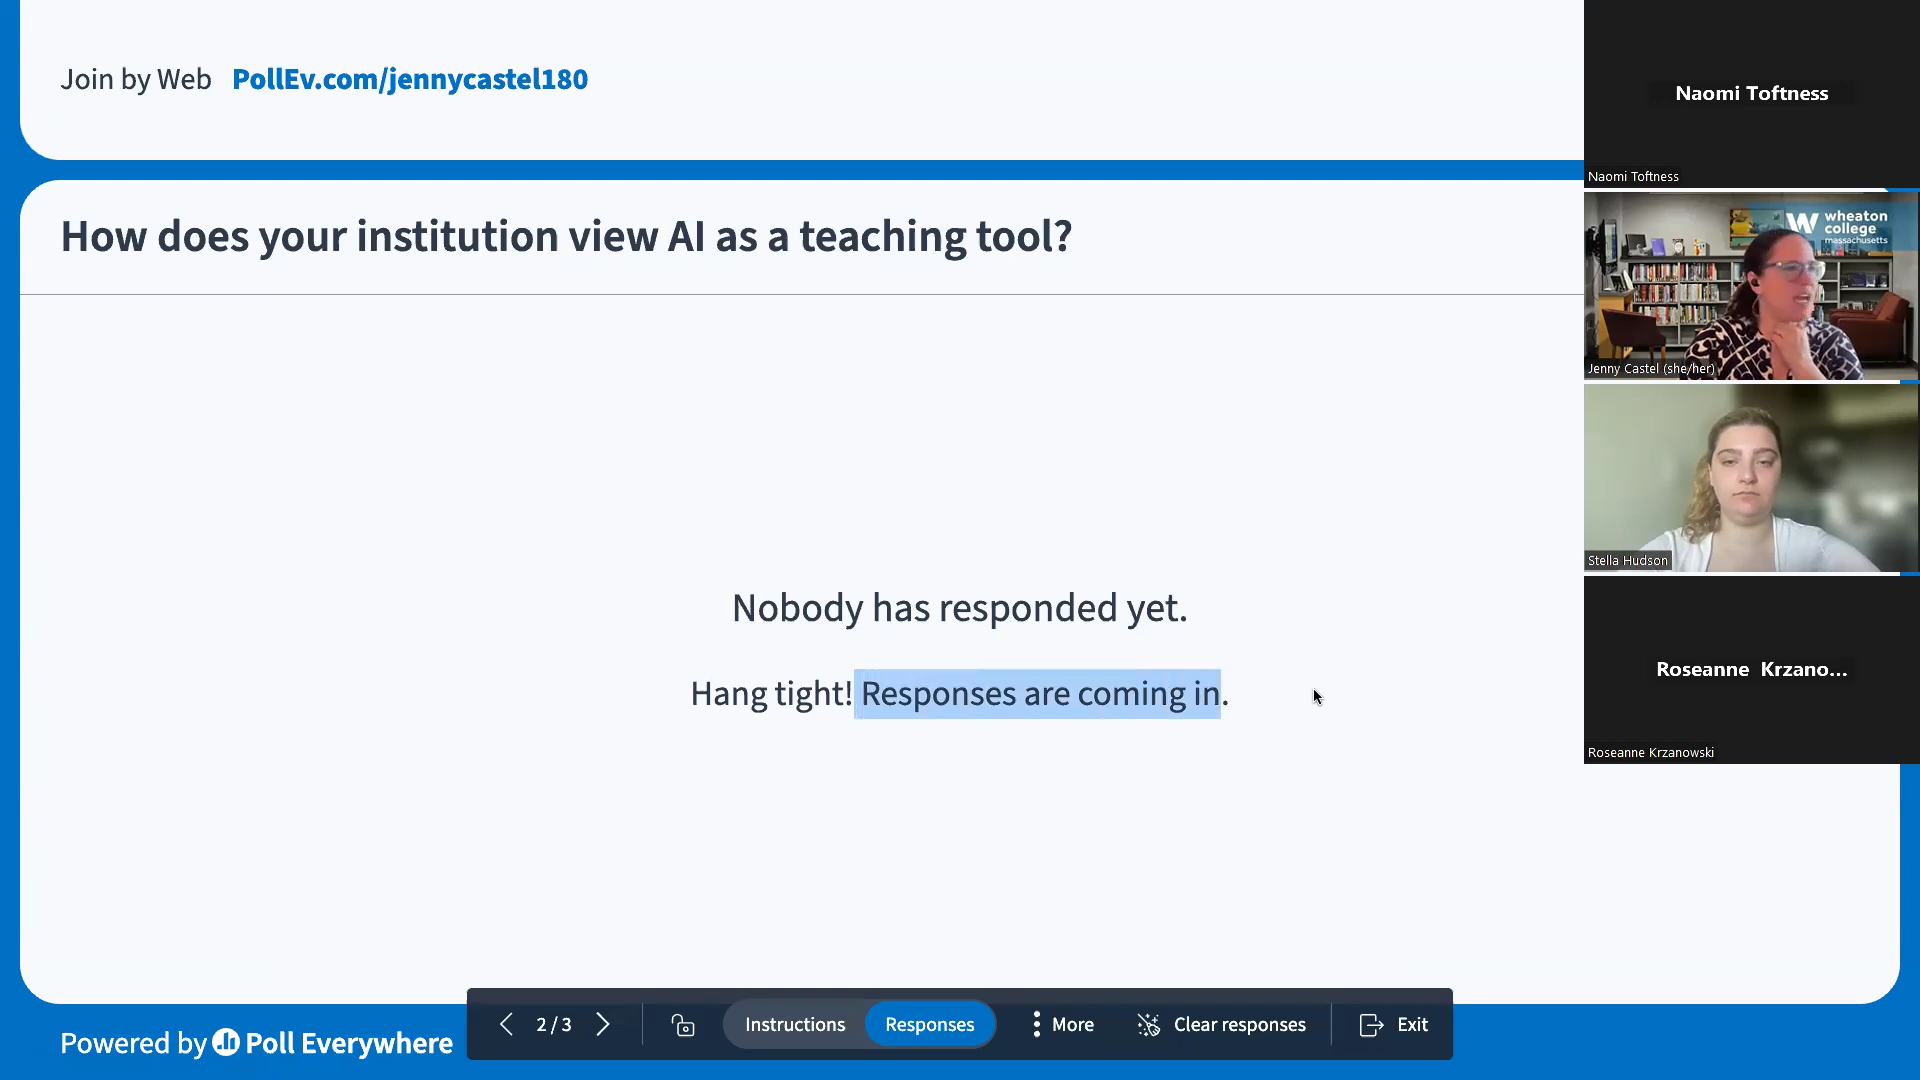 Join by Web PollEv.com/jennycastel180
How does your institution view AI as a teaching tool?
Nobody has responded yet.
Hang tight! Responses are coming in.
2 / 3
Instructions
Responses
More
Clear responses
Exit
Powered by Poll Everywhere
Naomi Toftness
Naomi Toftness
W wheaton
college
massachusetts
Jenny Castel (she/her)
Stella Hudson
Roseanne Krzano...
Roseanne Krzanowski